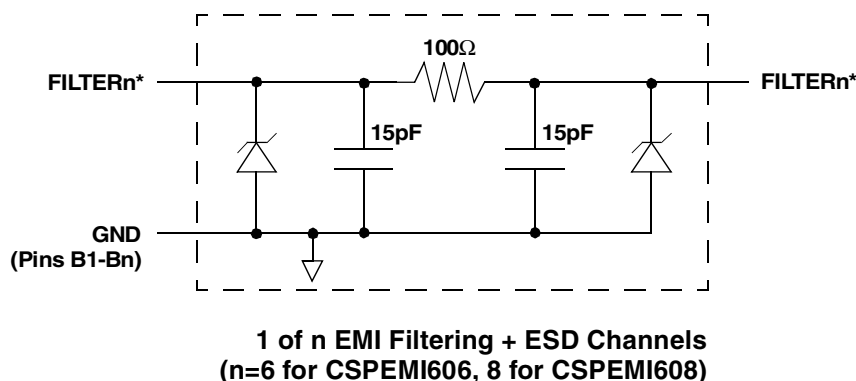 100Ω
FILTERn*
FILTERn*
15pF
15pF
GND
(Pins B1-Bn)
1 of n EMI Filtering + ESD Channels
(n=6 for CSPEMI606, 8 for CSPEMI608)